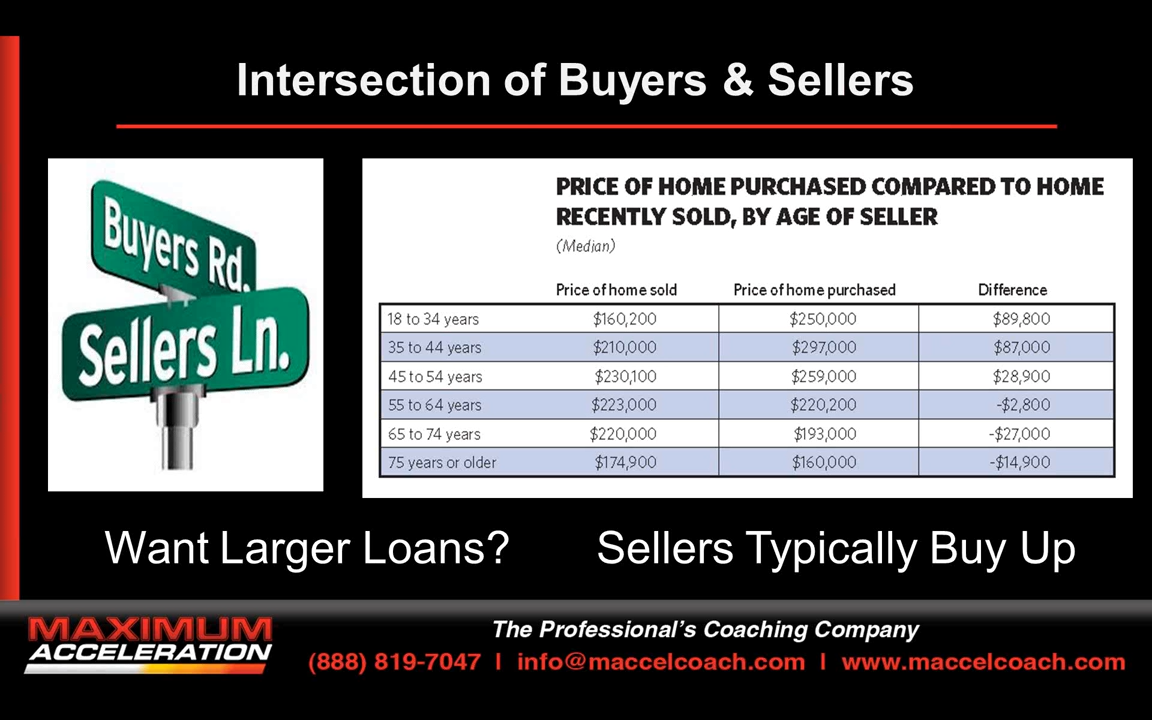 Intersection of Buyers & Sellers
Buyers Rd.
Sellers Ln.
PRICE OF HOME PURCHASED COMPARED TO HOME
RECENTLY SOLD, BY AGE OF SELLER
(Median)
Price of home sold Price of home purchased Difference
18 to 34 years $160,200 $250,000 $89,800
35 to 44 years $210,000 $297,000 $87,000
45 to 54 years $230,100 $259,000 $28,900
55 to 64 years $223,000 $220,200 -$2,800
65 to 74 years $220,000 $193,000 -$27,000
75 years or older $174,900 $160,000 -$14,900
Want Larger Loans? Sellers Typically Buy Up
MAXIMUM
ACCELERATION
The Professional's Coaching Company
(888) 819-7047 | info@maccelcoach.com | www.maccelcoach.com